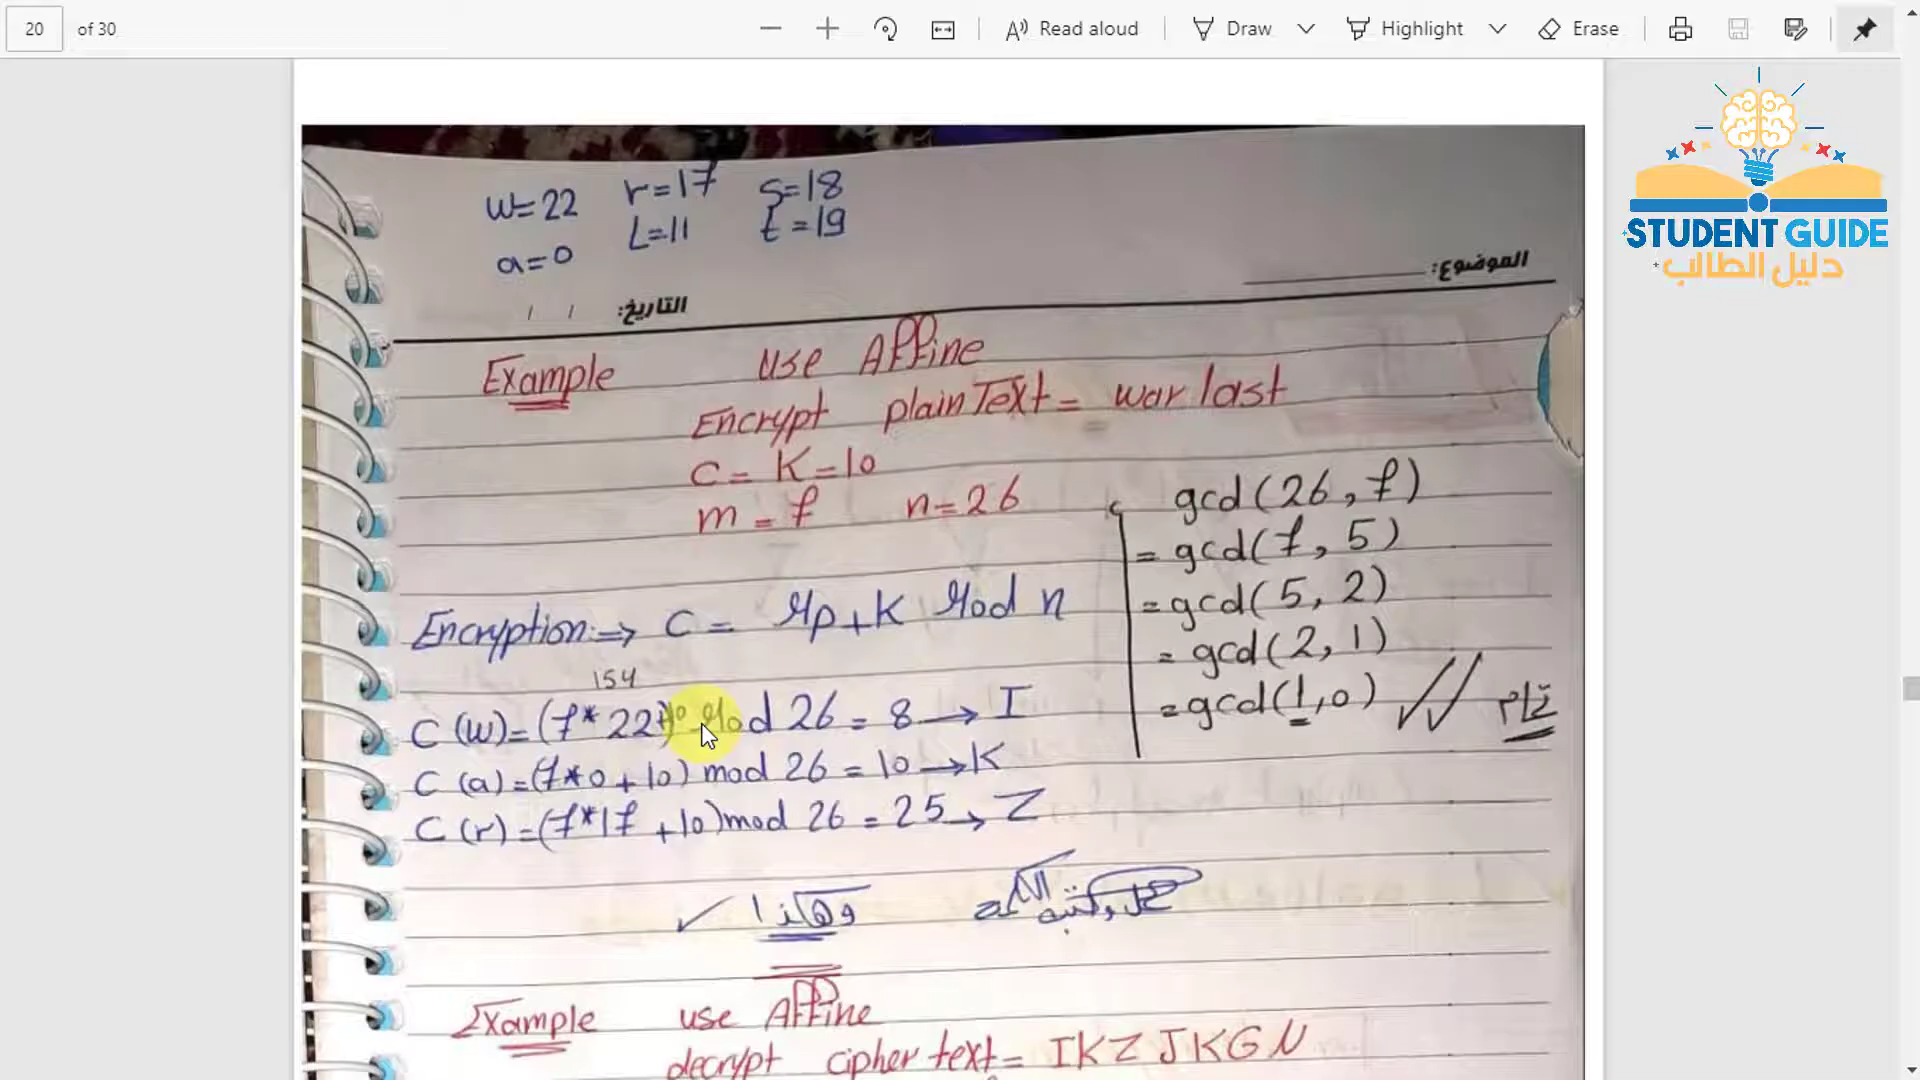 20 of 30 Read aloud Draw Highlight Erase
STUDENT GUIDE
دليل الطالب
w=22 r=17 s=18
a=0 L=11 t=19
الموضوع:
التاريخ: / /
Example Use Affine
Encrypt plainText = war last
C = K=10
m = 7 n=26
gcd(26,7)
= gcd(7,5)
= gcd(5,2)
= gcd(2,1)
= gcd(1,0) تمام
Encryption:⇒ C = Mp+K Mod n
154
C(w)=(7*22)+10 Mod 26 = 8 → I
C(a)=(7*0+10) mod 26 = 10 → K
C(r)=(7*17+10) mod 26 = 25 → Z
وهكذا
Example use Affine
decrypt cipher text = IKZJKGN